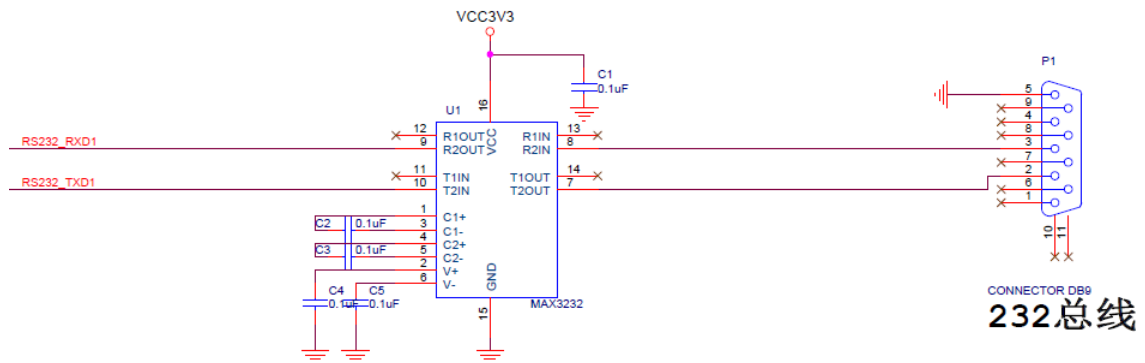 VCC3V3
C1
0.1uF
P1
U1
16
5
9
4
8
3
7
2
6
1
10
11
12
R1OUT
VCC
R1IN
13
RS232_RXD1
9
R2OUT
R2IN
8
11
T1IN
T1OUT
14
RS232_TXD1
10
T2IN
T2OUT
7
1
C1+
C2
0.1uF
3
C1-
4
C2+
C3
0.1uF
5
C2-
2
V+
6
V-
GND
C4
0.1uF
C5
0.1uF
15
MAX3232
CONNECTOR DB9
232总线